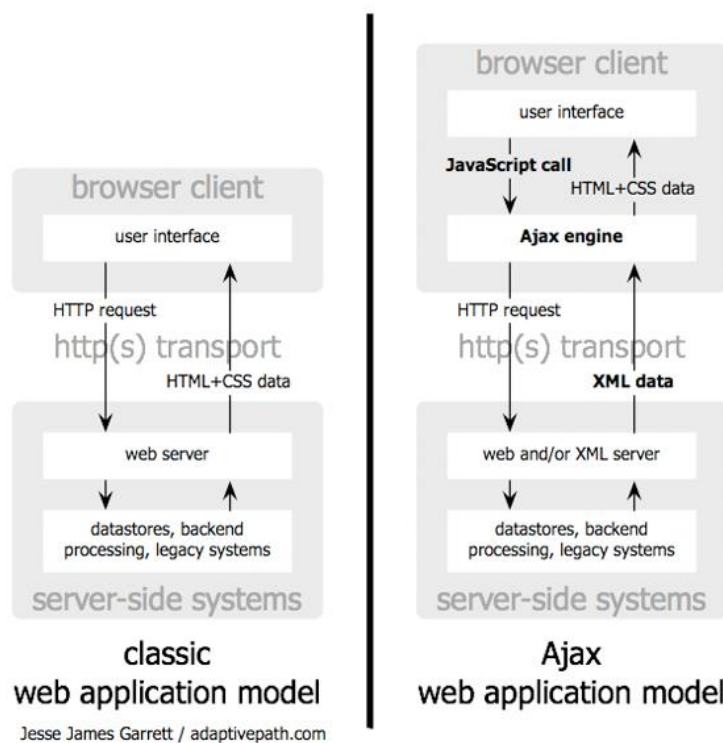 browser client
user interface
HTTP request
http(s) transport
HTML+CSS data
web server
datastores, backend
processing, legacy systems
server-side systems
classic
web application model
Jesse James Garrett / adaptivepath.com
browser client
user interface
JavaScript call
HTML+CSS data
Ajax engine
HTTP request
http(s) transport
XML data
web and/or XML server
datastores, backend
processing, legacy systems
server-side systems
Ajax
web application model